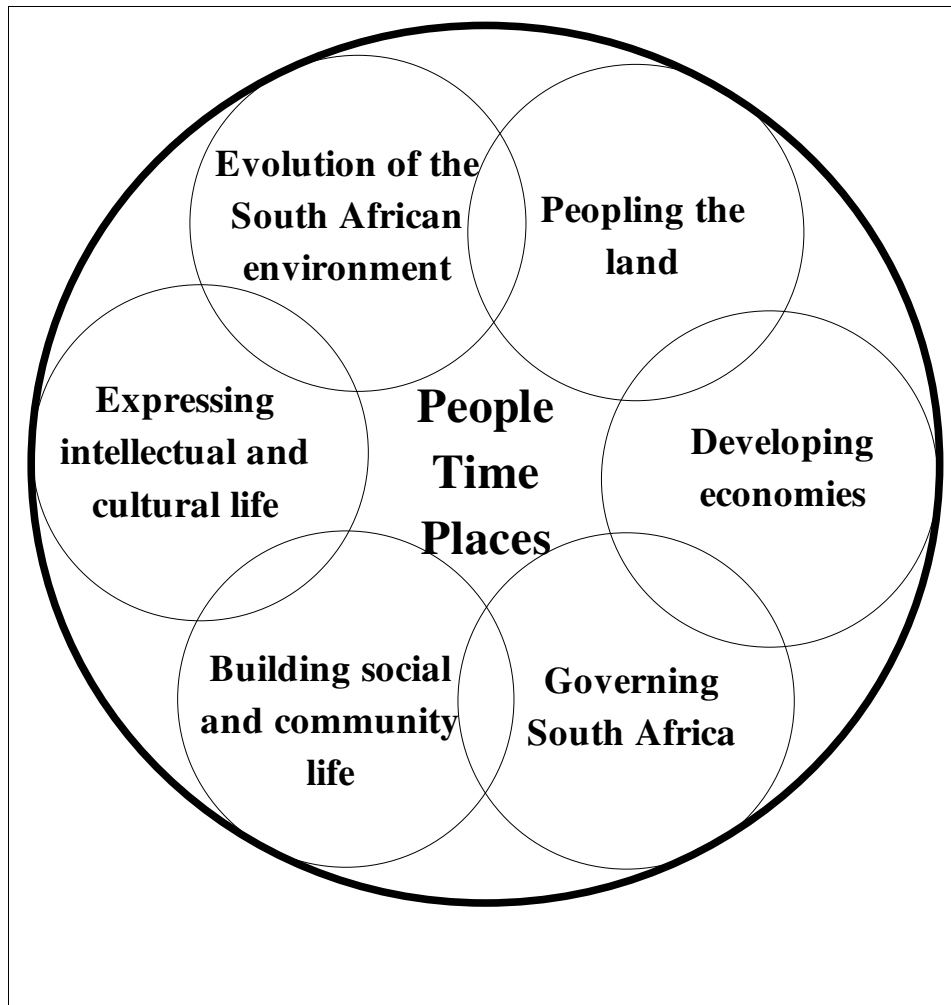 Evolution of the
South African
environment
Peopling the
land
Expressing
intellectual and
cultural life
People
Time
Places
Developing
economies
Building social
and community
life
Governing
South Africa